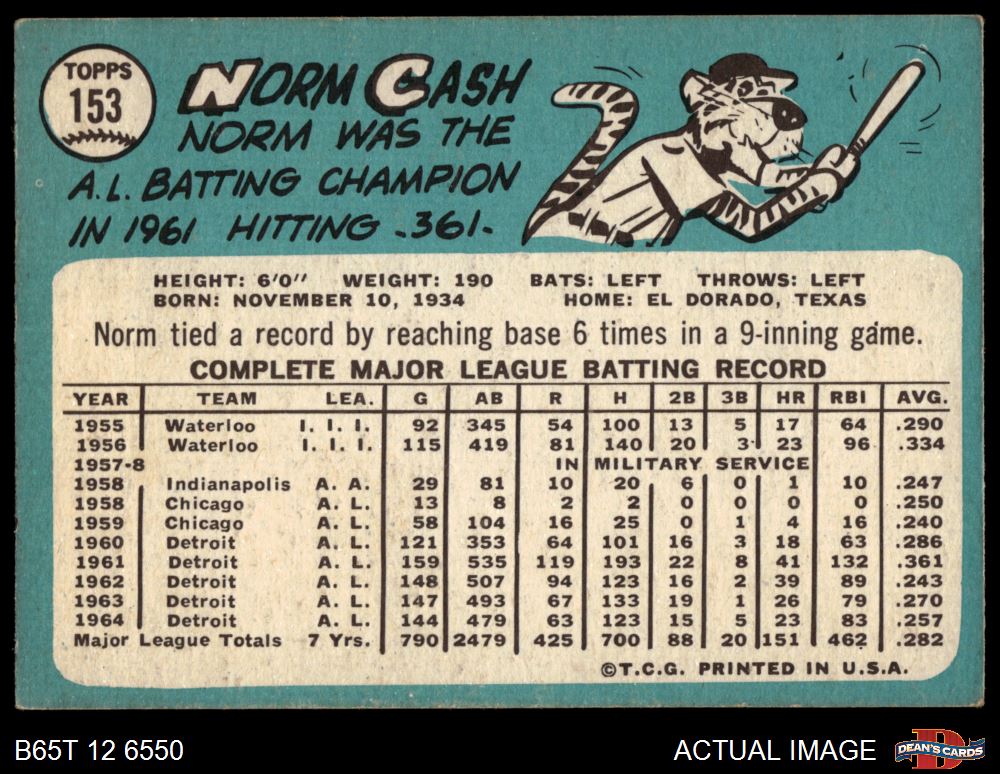 TOPPS
153
NORM CASH
NORM WAS THE
A.L. BATTING CHAMPION
IN 1961 HITTING .361.
HEIGHT: 6'0" WEIGHT: 190 BATS: LEFT THROWS: LEFT
BORN: NOVEMBER 10, 1934 HOME: EL DORADO, TEXAS
Norm tied a record by reaching base 6 times in a 9-inning game.
COMPLETE MAJOR LEAGUE BATTING RECORD
YEAR TEAM LEA. G AB R H 2B 3B HR RBI AVG.
1955 Waterloo I. I. I. 92 345 54 100 13 5 17 64 .290
1956 Waterloo I. I. I. 115 419 81 140 20 3 23 96 .334
1957-8 IN MILITARY SERVICE
1958 Indianapolis A. A. 29 81 10 20 6 0 1 10 .247
1958 Chicago A. L. 13 8 2 2 0 0 0 0 .250
1959 Chicago A. L. 58 104 16 25 0 1 4 16 .240
1960 Detroit A. L. 121 353 64 101 16 3 18 63 .286
1961 Detroit A. L. 159 535 119 193 22 8 41 132 .361
1962 Detroit A. L. 148 507 94 123 16 2 39 89 .243
1963 Detroit A. L. 147 493 67 133 19 1 26 79 .270
1964 Detroit A. L. 144 479 63 123 15 5 23 83 .257
Major League Totals 7 Yrs. 790 2479 425 700 88 20 151 462 .282
©T.C.G. PRINTED IN U.S.A.
B65T 12 6550 ACTUAL IMAGE DEAN'S CARDS